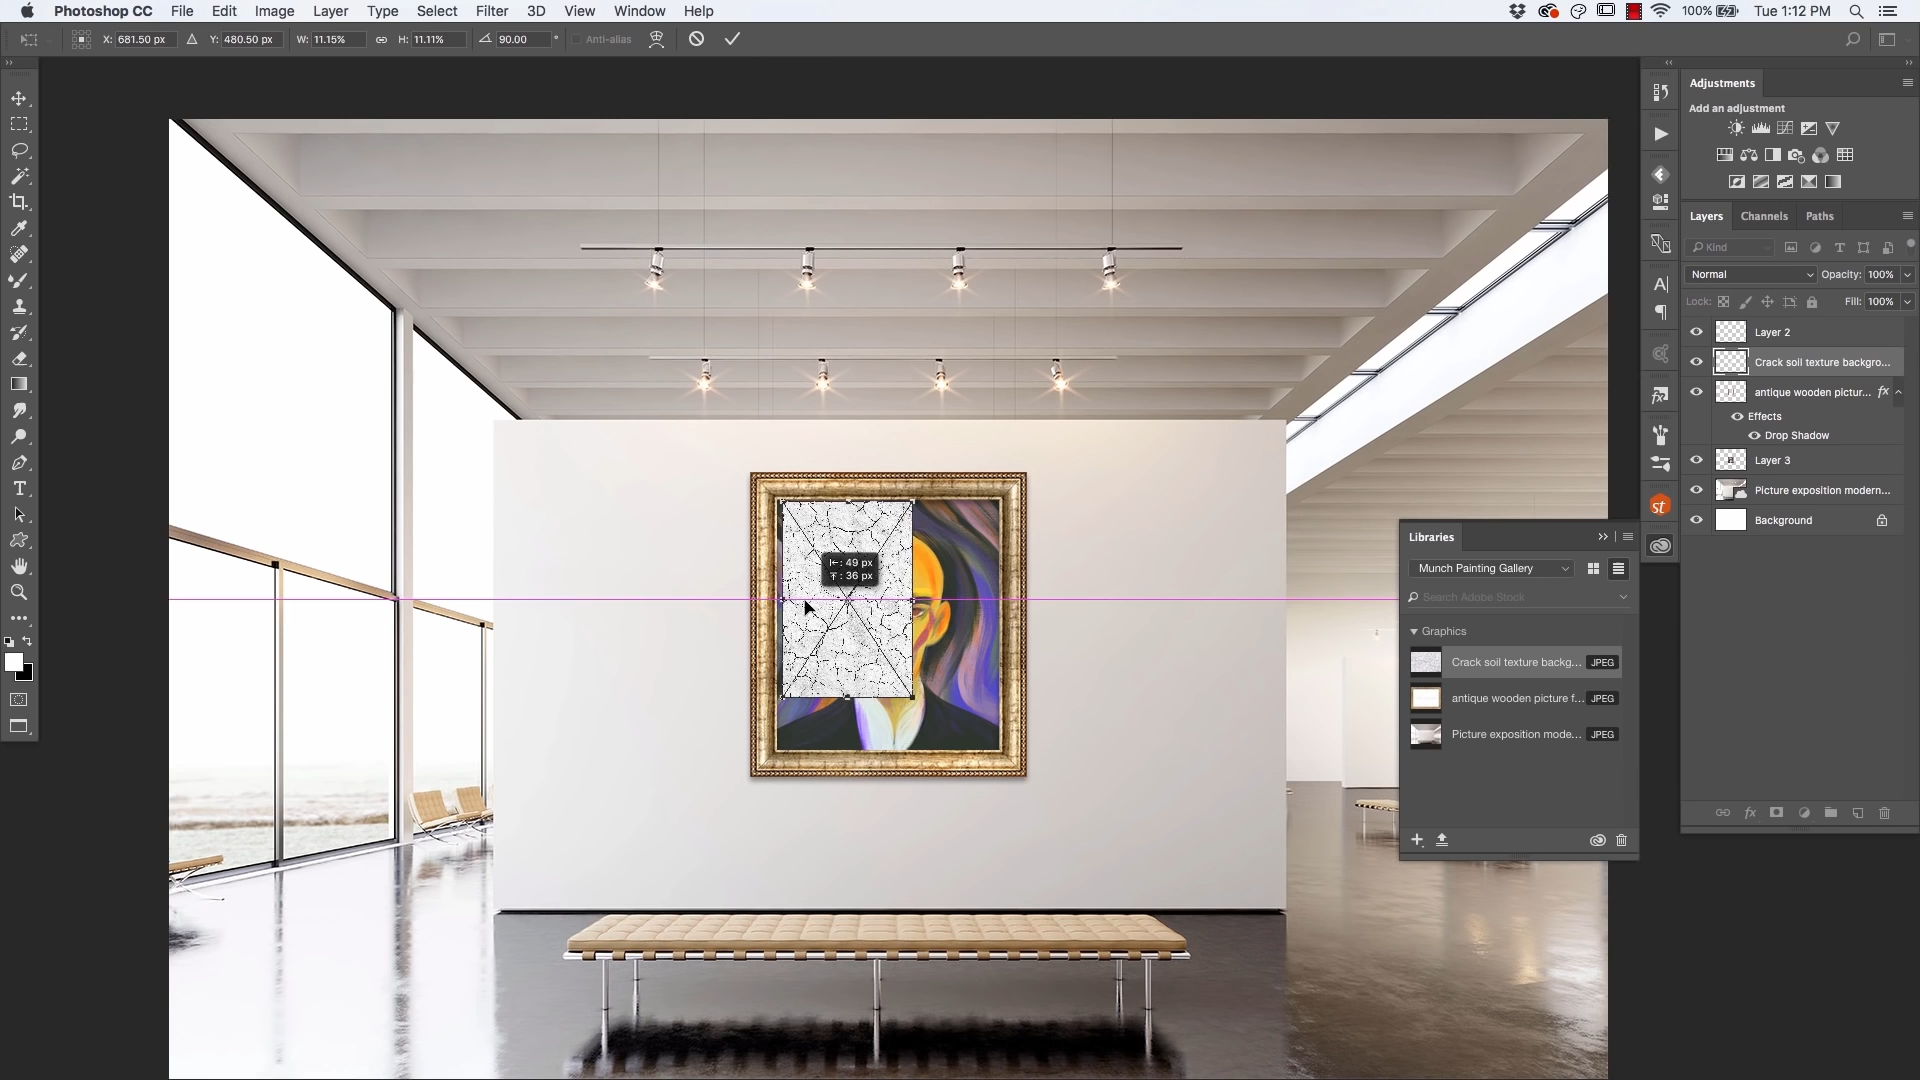 Photoshop CC File Edit Image Layer Type Select Filter 3D View Window Help 100% Tue 1:12 PM
X: 681.50 px Y: 480.50 px W: 11.15% H: 11.11% 90.00 ° Anti-alias
Adjustments
Add an adjustment
Layers Channels Paths
Kind
Normal Opacity: 100%
Lock: Fill: 100%
Layer 2
Crack soil texture backgro...
antique wooden pictur... fx
Effects
Drop Shadow
Layer 3
Picture exposition modern...
Background
: 49 px
: 36 px
Libraries
Munch Painting Gallery
Search Adobe Stock
Graphics
Crack soil texture backg... JPEG
antique wooden picture f... JPEG
Picture exposition mode... JPEG
st
fx